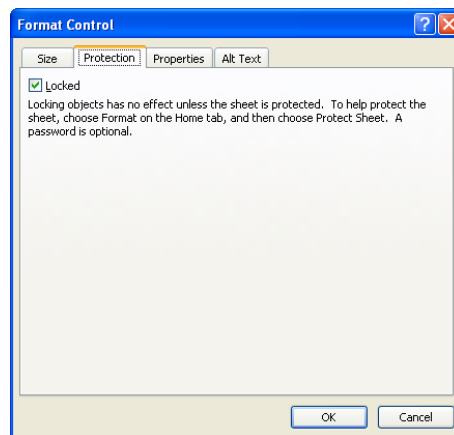 Format Control
Size Protection Properties Alt Text
Locked
Locking objects has no effect unless the sheet is protected. To help protect the
sheet, choose Format on the Home tab, and then choose Protect Sheet. A
password is optional.
OK Cancel